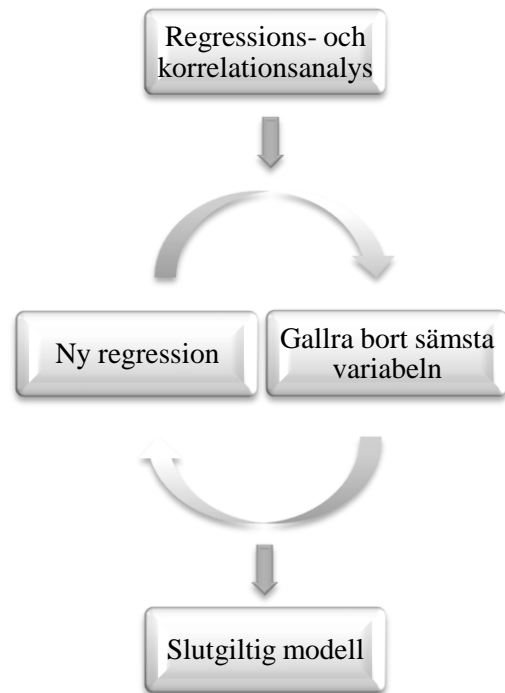 Regressions- och
korrelationsanalys
Ny regression
Gallra bort sämsta
variabeln
Slutgiltig modell